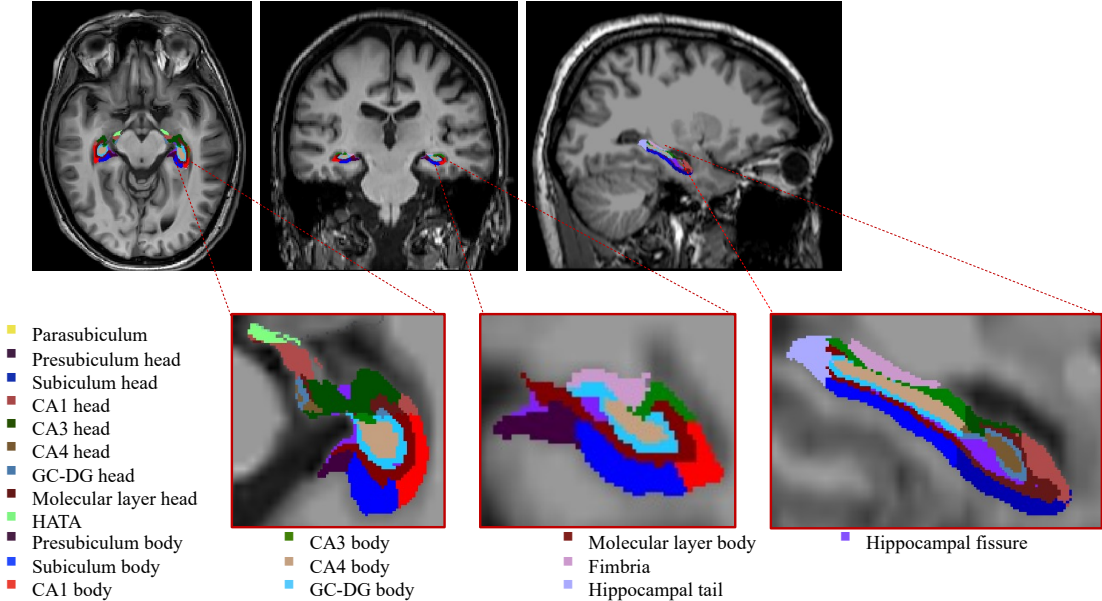 Parasubiculum
Presubiculum head
Subiculum head
CA1 head
CA3 head
CA4 head
GC-DG head
Molecular layer head
HATA
Presubiculum body
Subiculum body
CA1 body
CA3 body
CA4 body
GC-DG body
Molecular layer body
Fimbria
Hippocampal tail
Hippocampal fissure